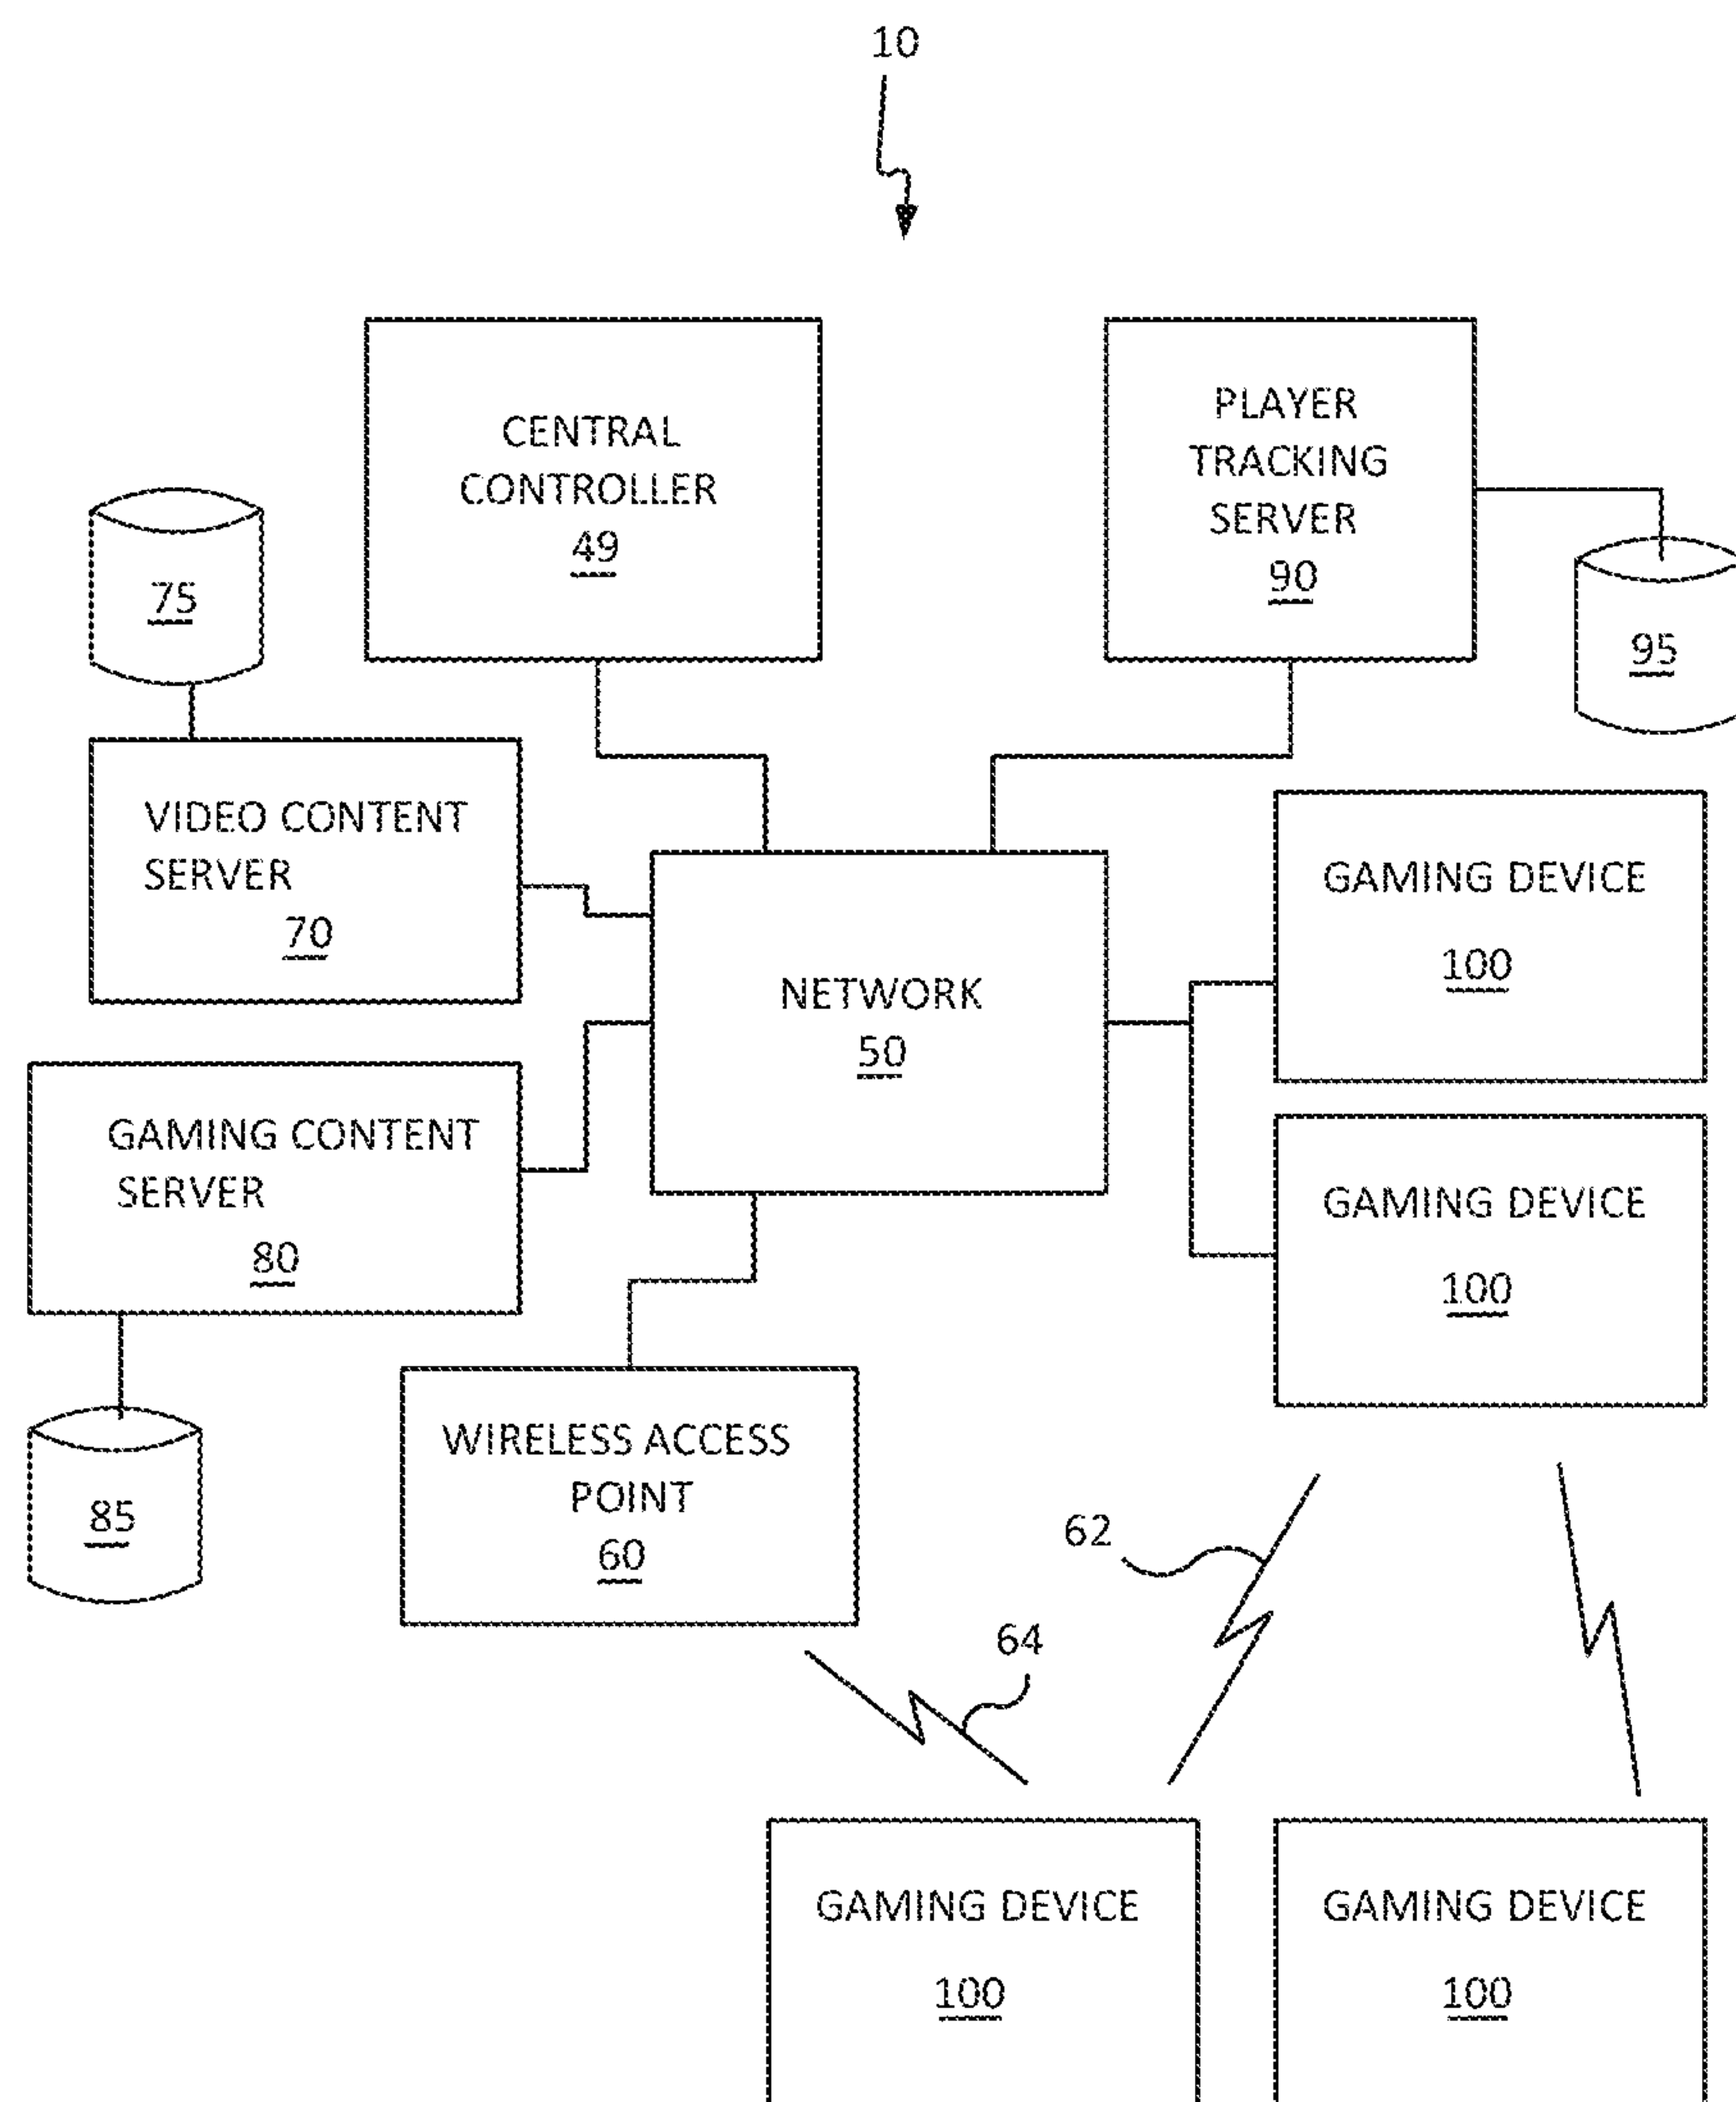 10
CENTRAL
CONTROLLER
49
PLAYER
TRACKING
SERVER
90
75
95
VIDEO CONTENT
SERVER
70
GAMING DEVICE
100
NETWORK
50
GAMING CONTENT
SERVER
80
GAMING DEVICE
100
85
WIRELESS ACCESS
POINT
60
62
64
GAMING DEVICE
100
GAMING DEVICE
100